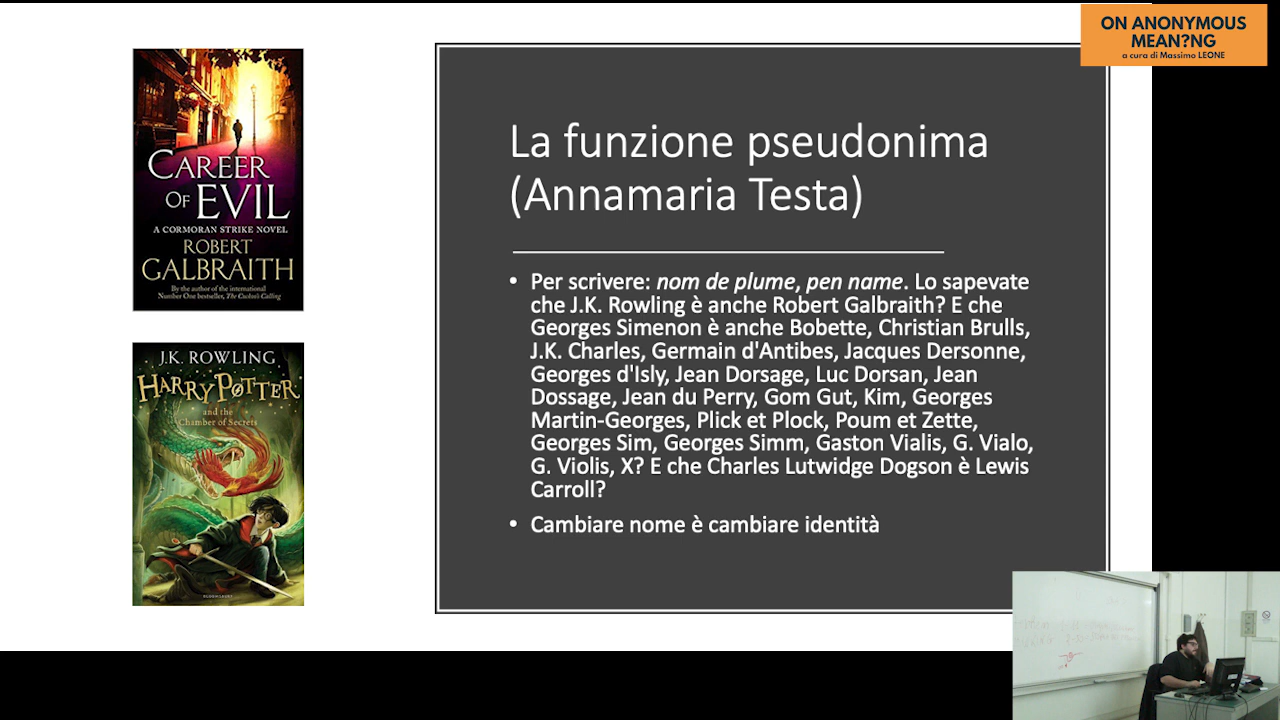 ON ANONYMOUS
MEAN?NG
a cura di Massimo LEONE
CAREER
OF EVIL
A CORMORAN STRIKE NOVEL
ROBERT
GALBRAITH
By the author of the international
Number One bestseller, The Cuckoo's Calling
J.K. ROWLING
HARRY POTTER
and the
Chamber of Secrets
BLOOMSBURY
La funzione pseudonima
(Annamaria Testa)
• Per scrivere: nom de plume, pen name. Lo sapevate
che J.K. Rowling è anche Robert Galbraith? E che
Georges Simenon è anche Bobette, Christian Brulls,
J.K. Charles, Germain d'Antibes, Jacques Dersonne,
Georges d'Isly, Jean Dorsage, Luc Dorsan, Jean
Dossage, Jean du Perry, Gom Gut, Kim, Georges
Martin-Georges, Plick et Plock, Poum et Zette,
Georges Sim, Georges Simm, Gaston Vialis, G. Vialo,
G. Violis, X? E che Charles Lutwidge Dogson è Lewis
Carroll?
• Cambiare nome è cambiare identità